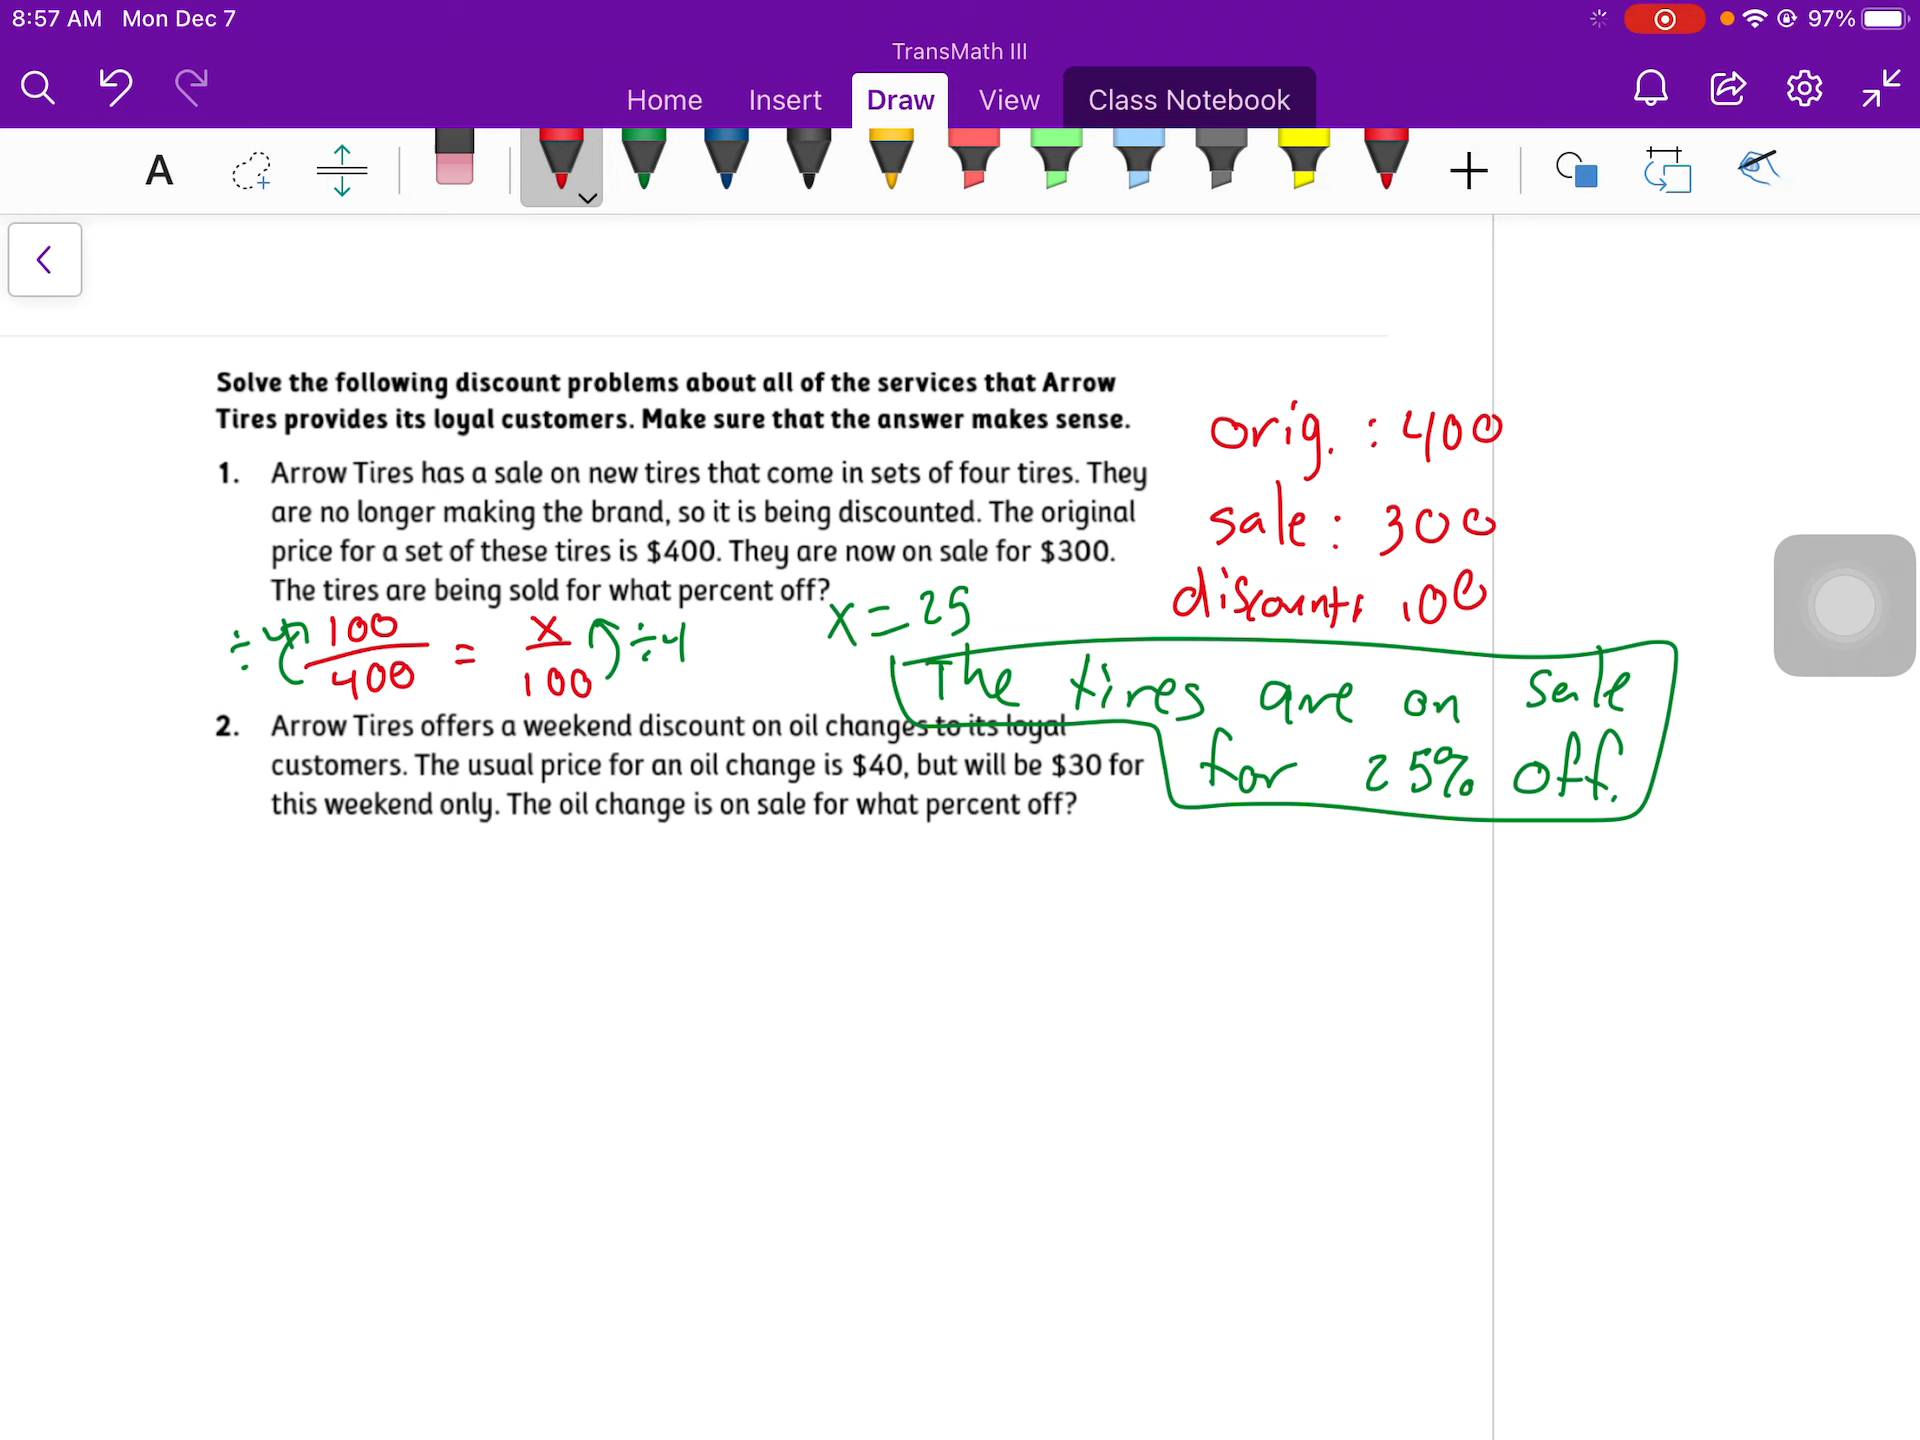 8:57 AM Mon Dec 7
97%
TransMath III
Home Insert Draw View Class Notebook
A
Solve the following discount problems about all of the services that Arrow
Tires provides its loyal customers. Make sure that the answer makes sense.
orig. : 400
1. Arrow Tires has a sale on new tires that come in sets of four tires. They
are no longer making the brand, so it is being discounted. The original
sale: 300
price for a set of these tires is $400. They are now on sale for $300.
The tires are being sold for what percent off?
discount: 100
÷4 100/400 = x/100 ÷4
x=25
The tires are on sale
for 25% off.
2. Arrow Tires offers a weekend discount on oil changes to its loyal
customers. The usual price for an oil change is $40, but will be $30 for
this weekend only. The oil change is on sale for what percent off?